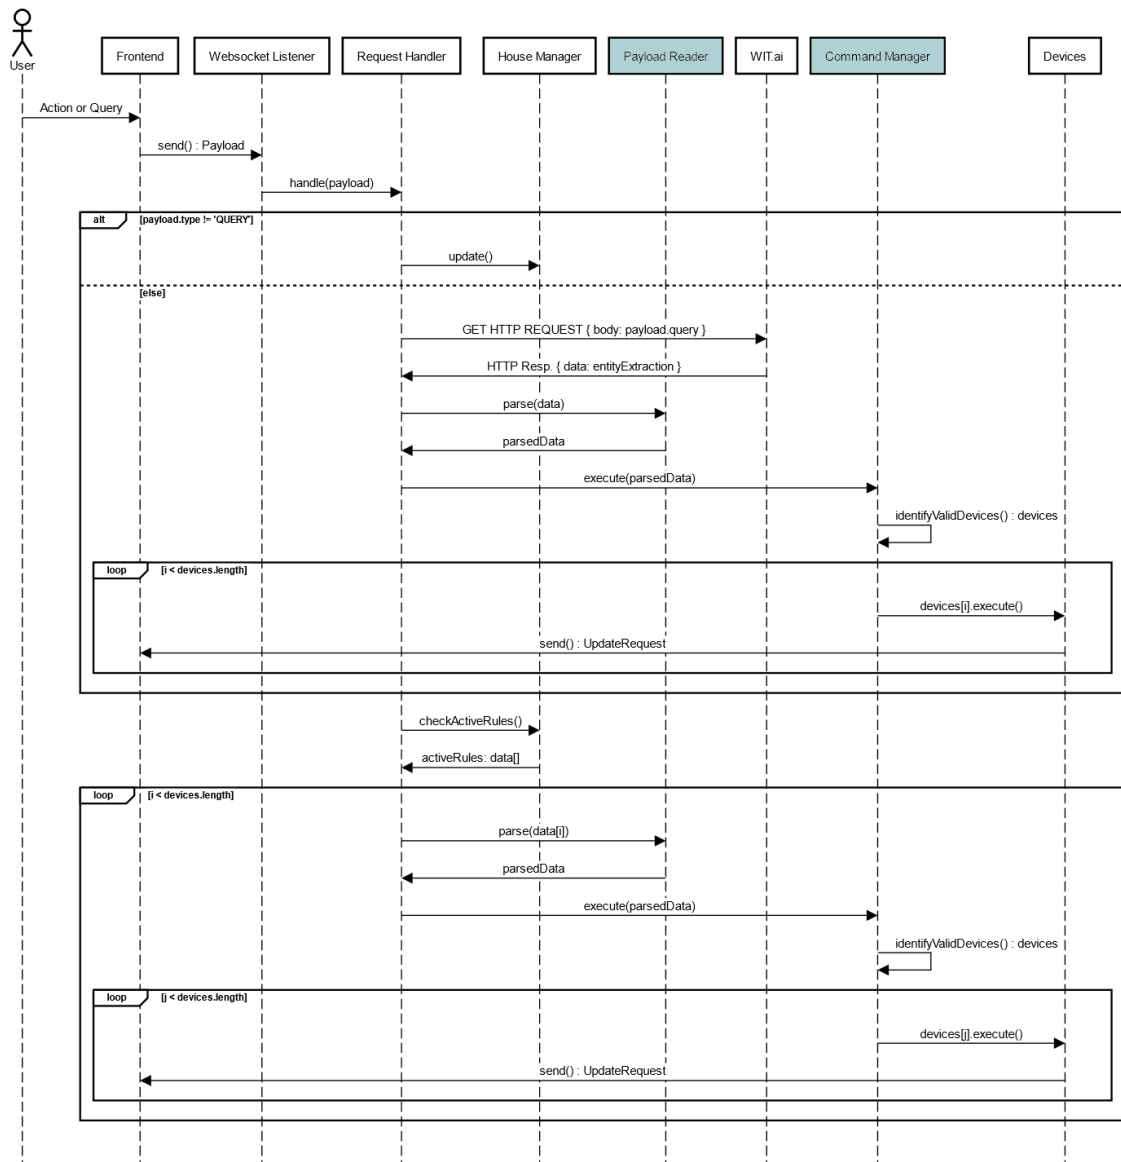 User
Frontend
Websocket Listener
Request Handler
House Manager
Payload Reader
WIT.ai
Command Manager
Devices
Action or Query
send() : Payload
handle(payload)
alt [payload.type != 'QUERY']
update()
[else]
GET HTTP REQUEST { body: payload.query }
HTTP Resp. { data: entityExtraction }
parse(data)
parsedData
execute(parsedData)
identifyValidDevices() : devices
loop [i < devices.length]
devices[i].execute()
send() : UpdateRequest
checkActiveRules()
activeRules: data[]
loop [i < devices.length]
parse(data[i])
parsedData
execute(parsedData)
identifyValidDevices() : devices
loop [j < devices.length]
devices[j].execute()
send() : UpdateRequest